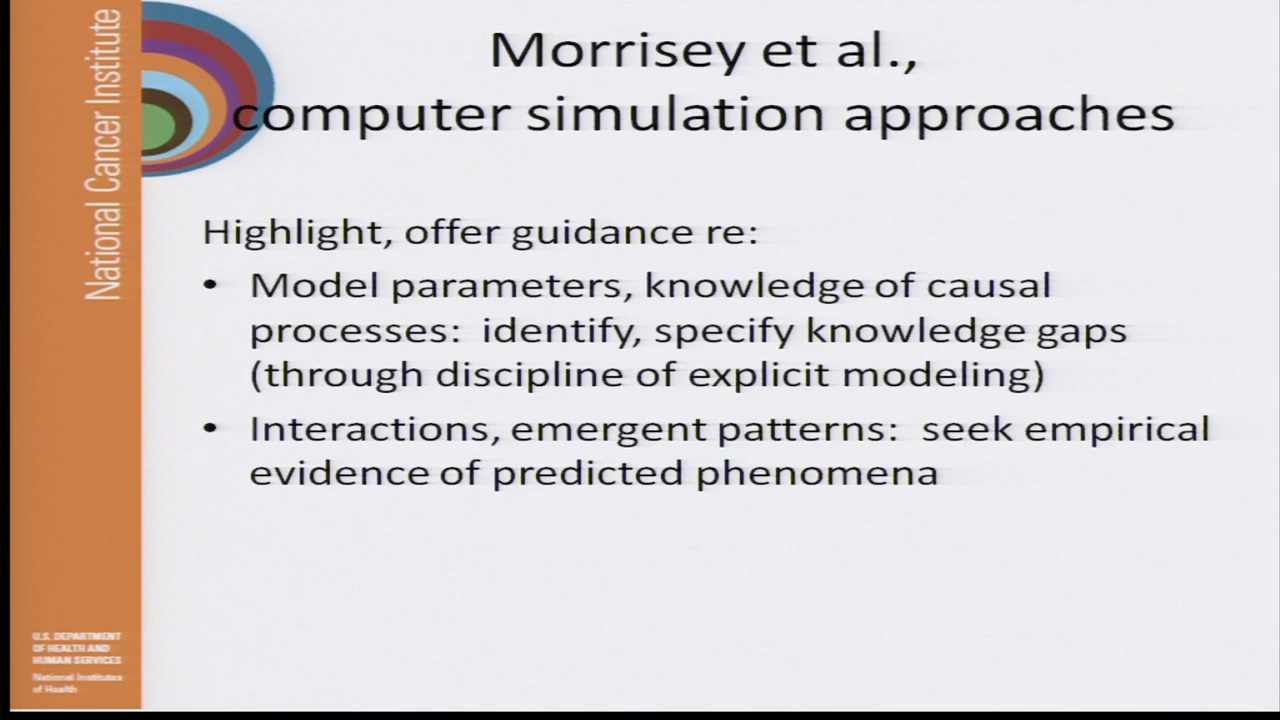 National Cancer Institute
Morrisey et al.,
computer simulation approaches
Highlight, offer guidance re:
• Model parameters, knowledge of causal
processes:  identify, specify knowledge gaps
(through discipline of explicit modeling)
• Interactions, emergent patterns:  seek empirical
evidence of predicted phenomena
U.S. DEPARTMENT
OF HEALTH AND
HUMAN SERVICES
National Institutes
of Health